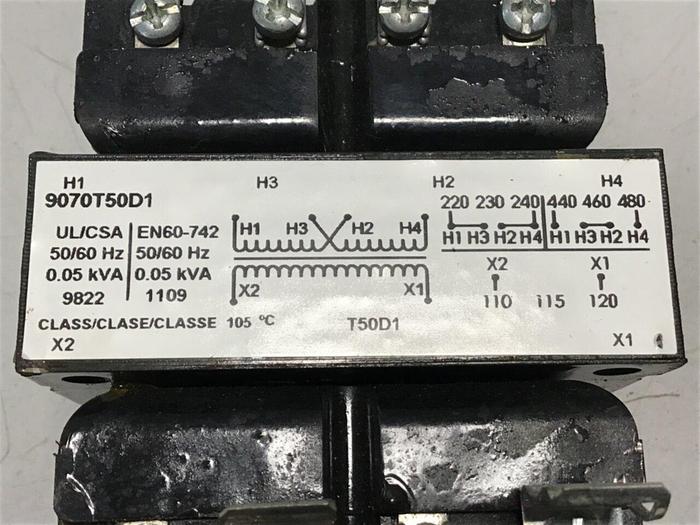 H1 H3 H2 H4
9070T50D1
220 230 240 440 460 480
UL/CSA EN60-742
50/60 Hz 50/60 Hz
0.05 kVA 0.05 kVA
9822 1109
H1 H3 H2 H4
X2 X1
H1 H3 H2 H4 H1 H3 H2 H4
X2 X1
110 115 120
CLASS/CLASE/CLASSE 105 °C T50D1
X2 X1